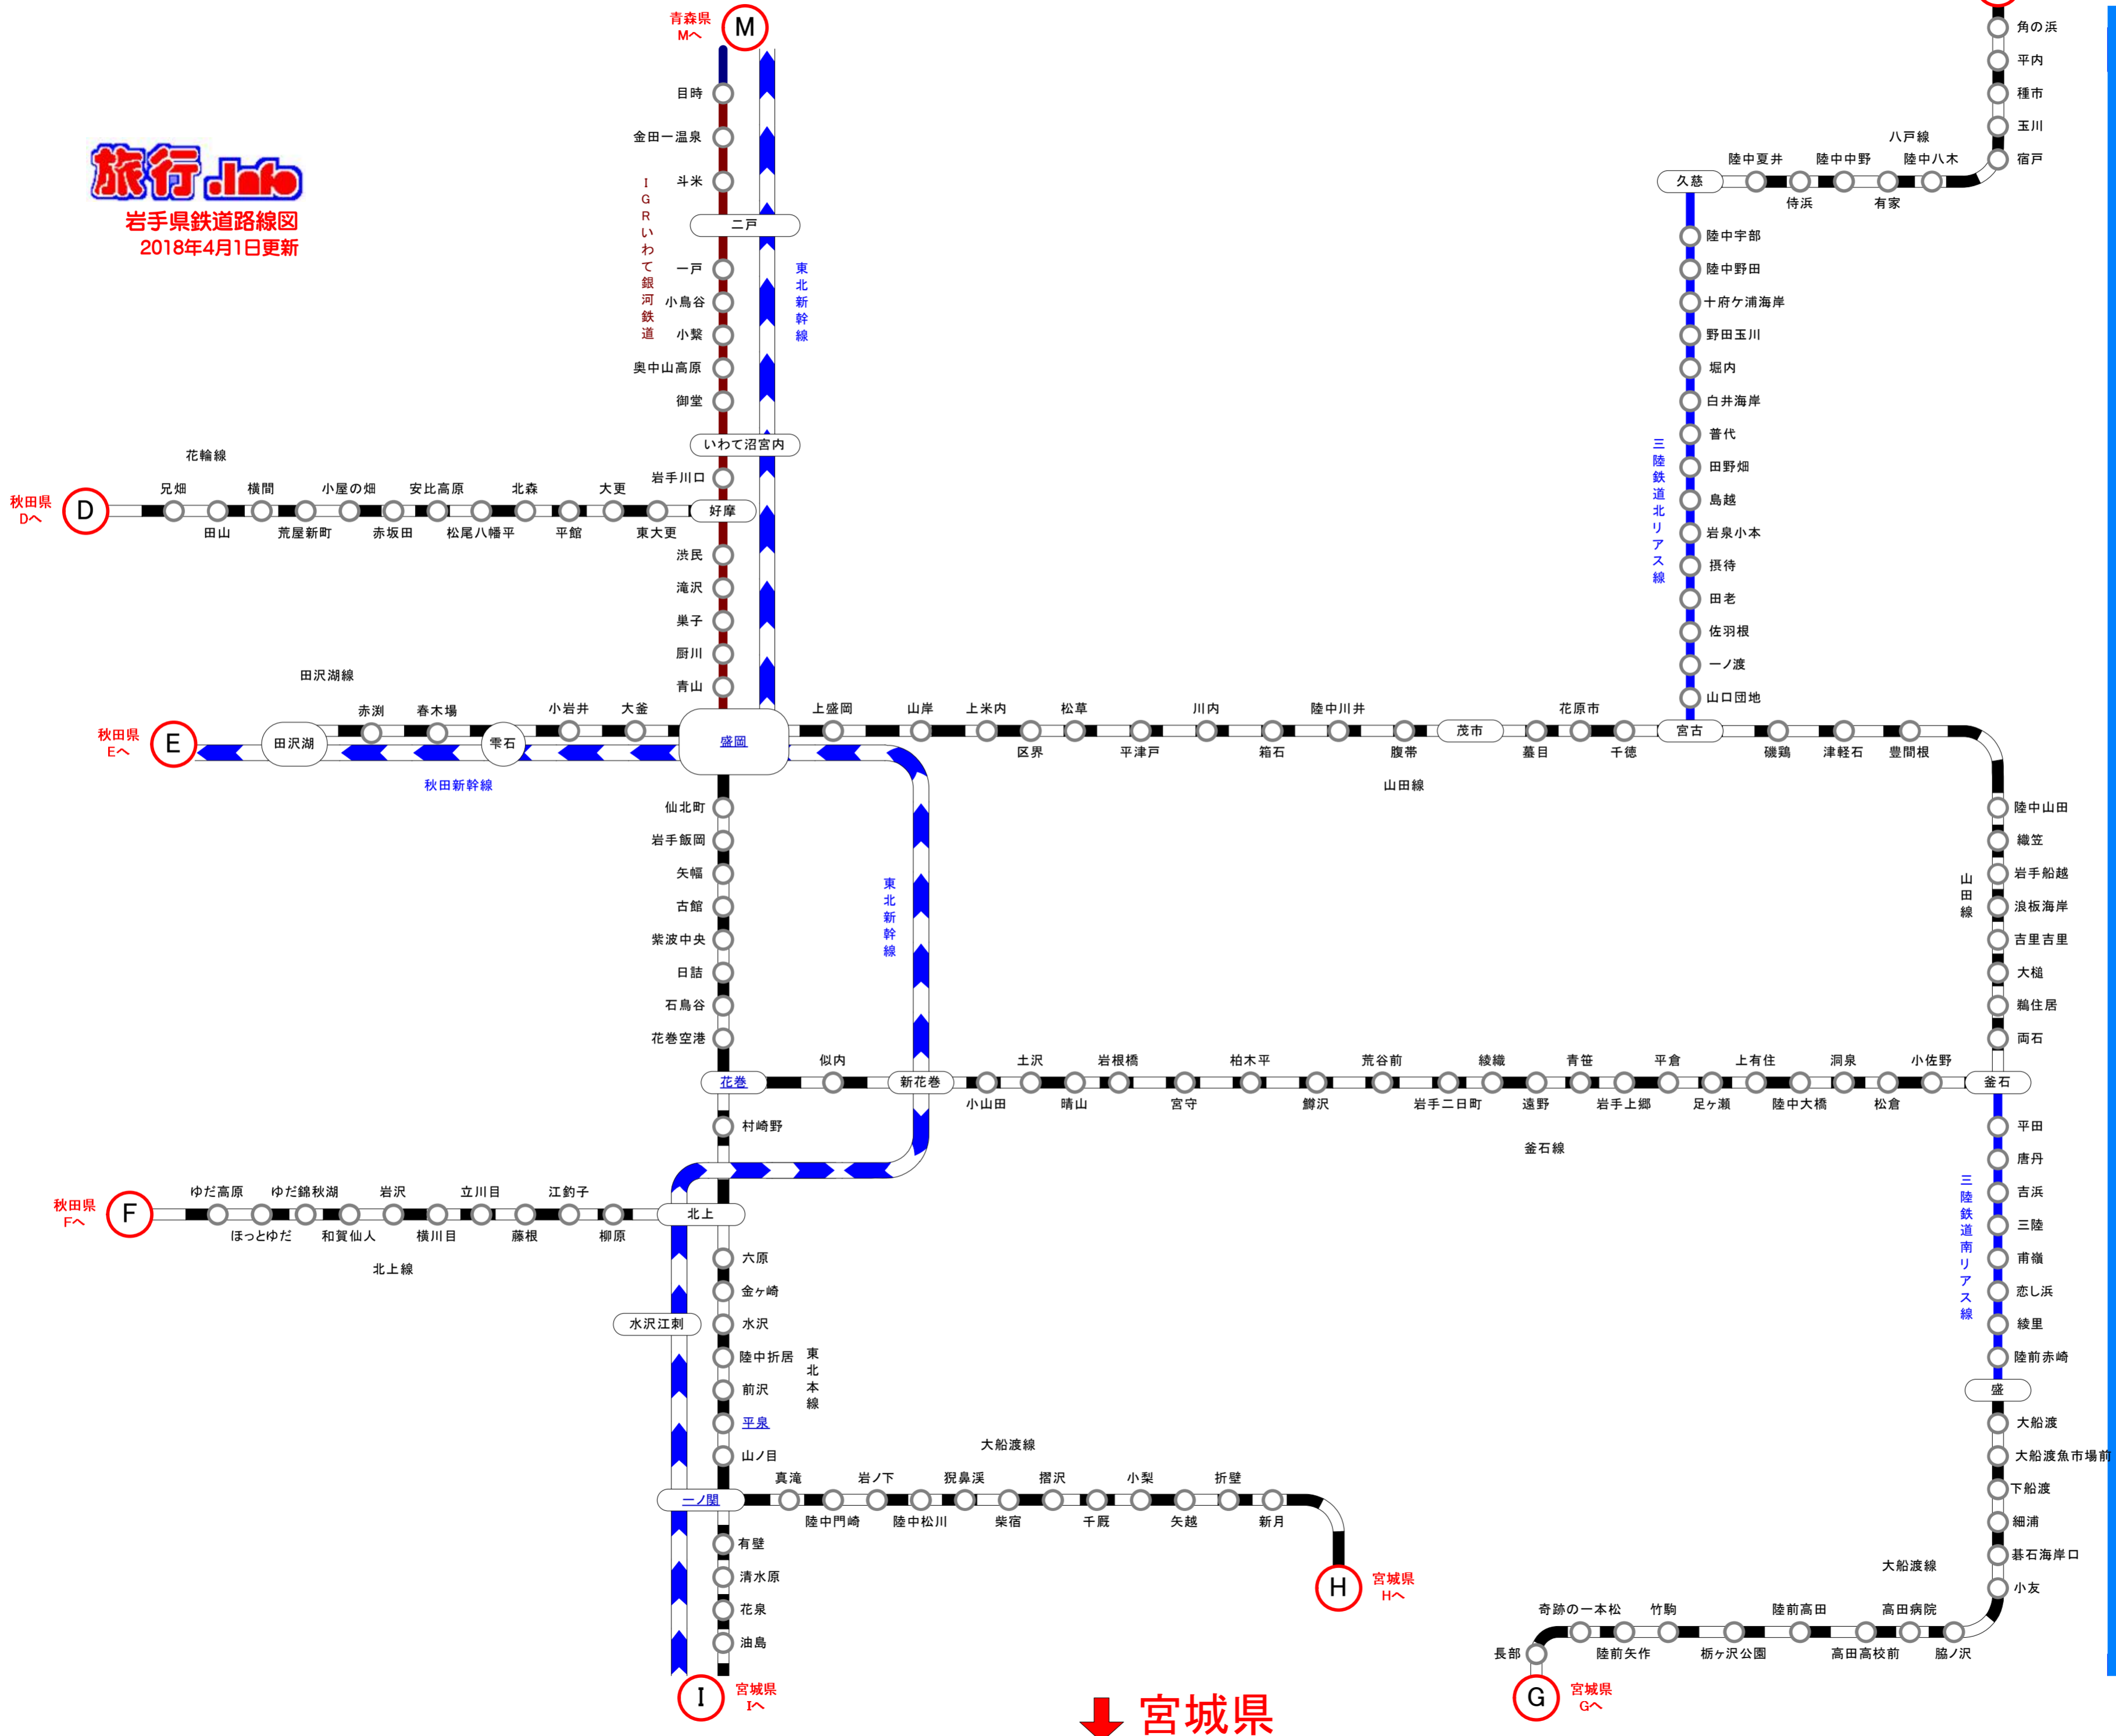 青森県
Mへ
M
目時
金田一温泉
斗米
二戸
一戸
小鳥谷
小繋
奥中山高原
御堂
いわて沼宮内
岩手川口
好摩
渋民
滝沢
巣子
厨川
青山
盛岡
IGRいわて銀河鉄道
東北新幹線
旅行.Info
岩手県鉄道路線図
2018年4月1日更新
角の浜
平内
種市
玉川
宿戸
八戸線
陸中夏井
陸中中野
陸中八木
久慈
侍浜
有家
陸中宇部
陸中野田
十府ケ浦海岸
野田玉川
堀内
白井海岸
普代
田野畑
島越
岩泉小本
摂待
田老
佐羽根
一ノ渡
山口団地
宮古
三陸鉄道北リアス線
花輪線
秋田県
Dへ
D
兄畑
横間
小屋の畑
安比高原
北森
大更
田山
荒屋新町
赤坂田
松尾八幡平
平館
東大更
田沢湖線
秋田県
Eへ
E
田沢湖
赤渕
春木場
雫石
小岩井
大釜
秋田新幹線
上盛岡
山岸
上米内
松草
川内
陸中川井
茂市
花原市
区界
平津戸
箱石
腹帯
蟇目
千徳
磯鶏
津軽石
豊間根
山田線
陸中山田
織笠
岩手船越
浪板海岸
吉里吉里
大槌
鵜住居
両石
釜石
山田線
仙北町
岩手飯岡
矢幅
古館
紫波中央
日詰
石鳥谷
花巻空港
花巻
村崎野
東北新幹線
似内
新花巻
土沢
岩根橋
柏木平
荒谷前
綾織
青笹
平倉
上有住
洞泉
小佐野
小山田
晴山
宮守
鱒沢
岩手二日町
遠野
岩手上郷
足ヶ瀬
陸中大橋
松倉
釜石線
平田
唐丹
吉浜
三陸
甫嶺
恋し浜
綾里
陸前赤崎
盛
三陸鉄道南リアス線
秋田県
Fへ
F
ゆだ高原
ゆだ錦秋湖
岩沢
立川目
江釣子
北上
ほっとゆだ
和賀仙人
横川目
藤根
柳原
北上線
六原
金ヶ崎
水沢
水沢江刺
陸中折居
前沢
平泉
山ノ目
一ノ関
東北本線
有壁
清水原
花泉
油島
I
宮城県
Iへ
大船渡線
真滝
岩ノ下
猊鼻渓
摺沢
小梨
折壁
陸中門崎
陸中松川
柴宿
千厩
矢越
新月
H
宮城県
Hへ
大船渡
大船渡魚市場前
下船渡
細浦
碁石海岸口
小友
大船渡線
奇跡の一本松
竹駒
陸前高田
高田病院
長部
陸前矢作
栃ヶ沢公園
高田高校前
脇ノ沢
G
宮城県
Gへ
宮城県